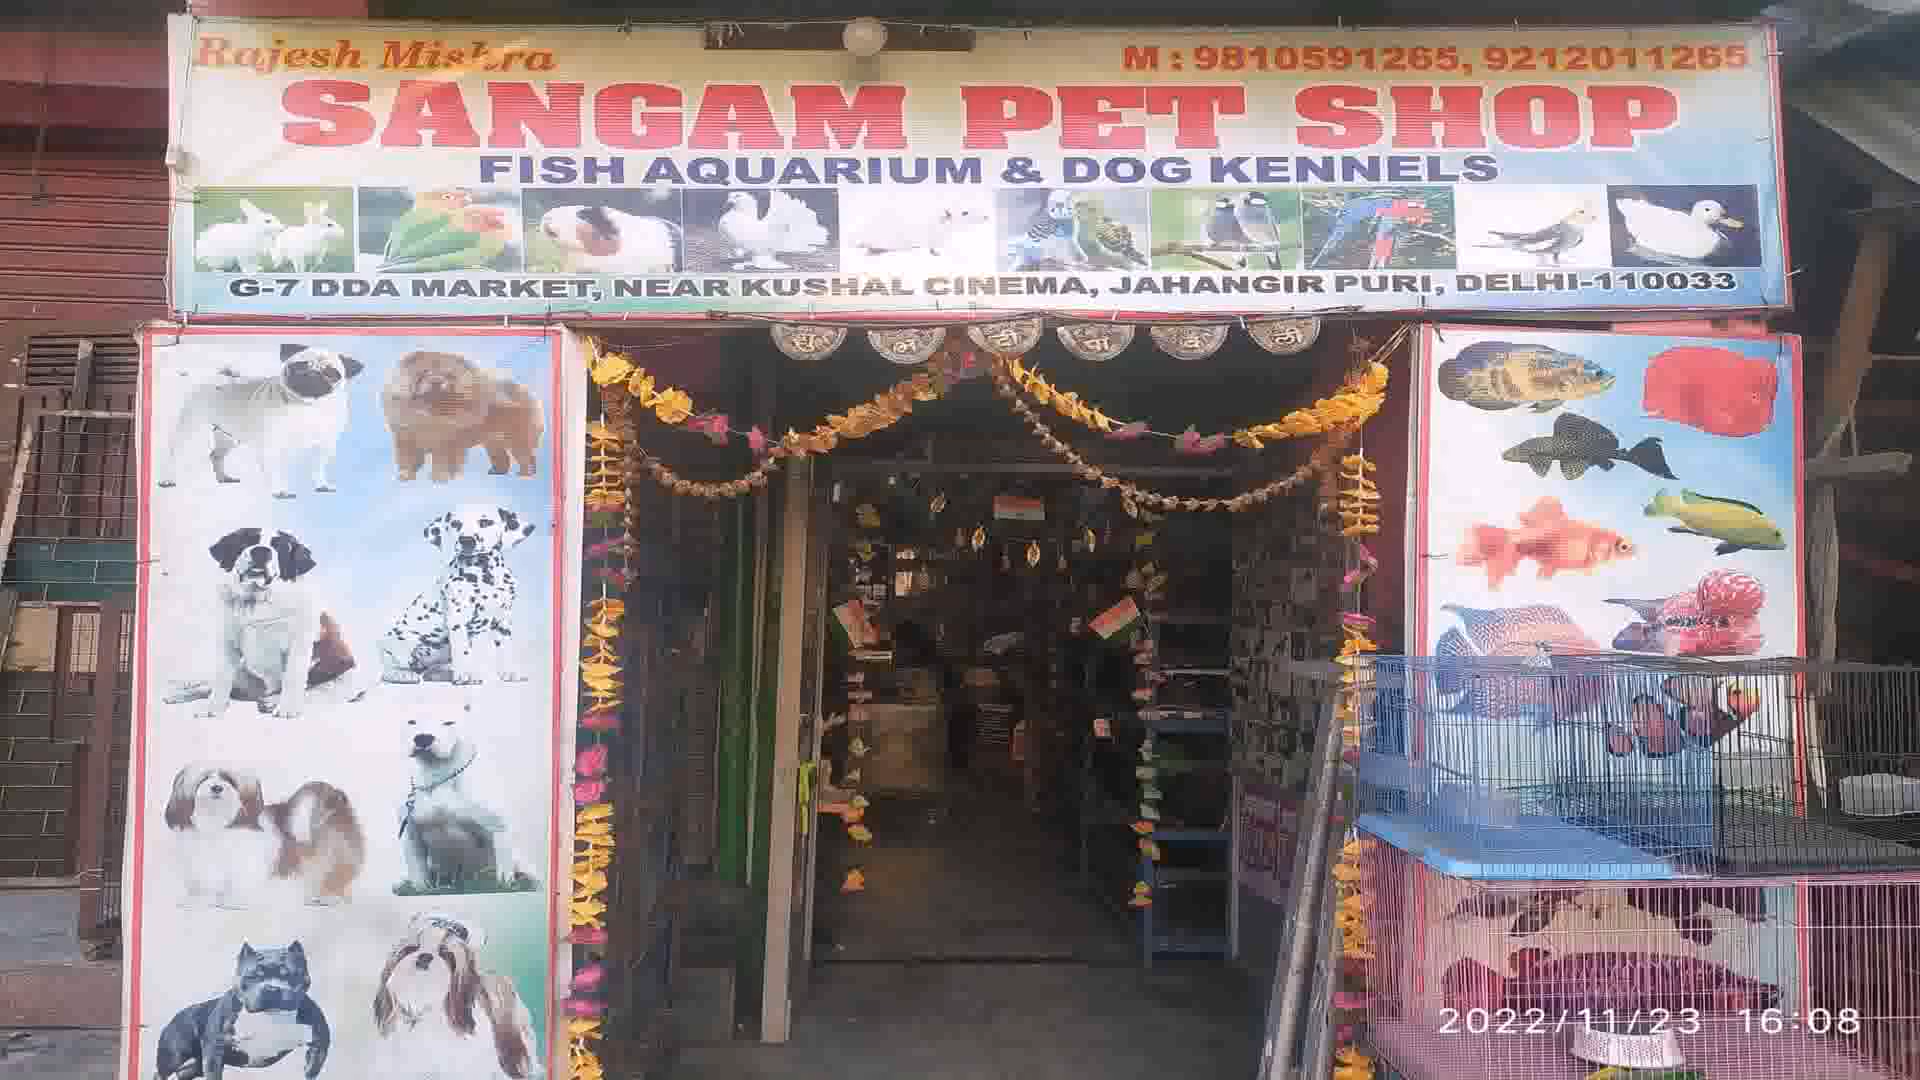 Rajesh Mishra
M : 9810591265, 9212011265
SANGAM PET SHOP
FISH AQUARIUM & DOG KENNELS
G-7 DDA MARKET, NEAR KUSHAL CINEMA, JAHANGIR PURI, DELHI-110033
शुभ दीपावली
2022/11/23 16:08